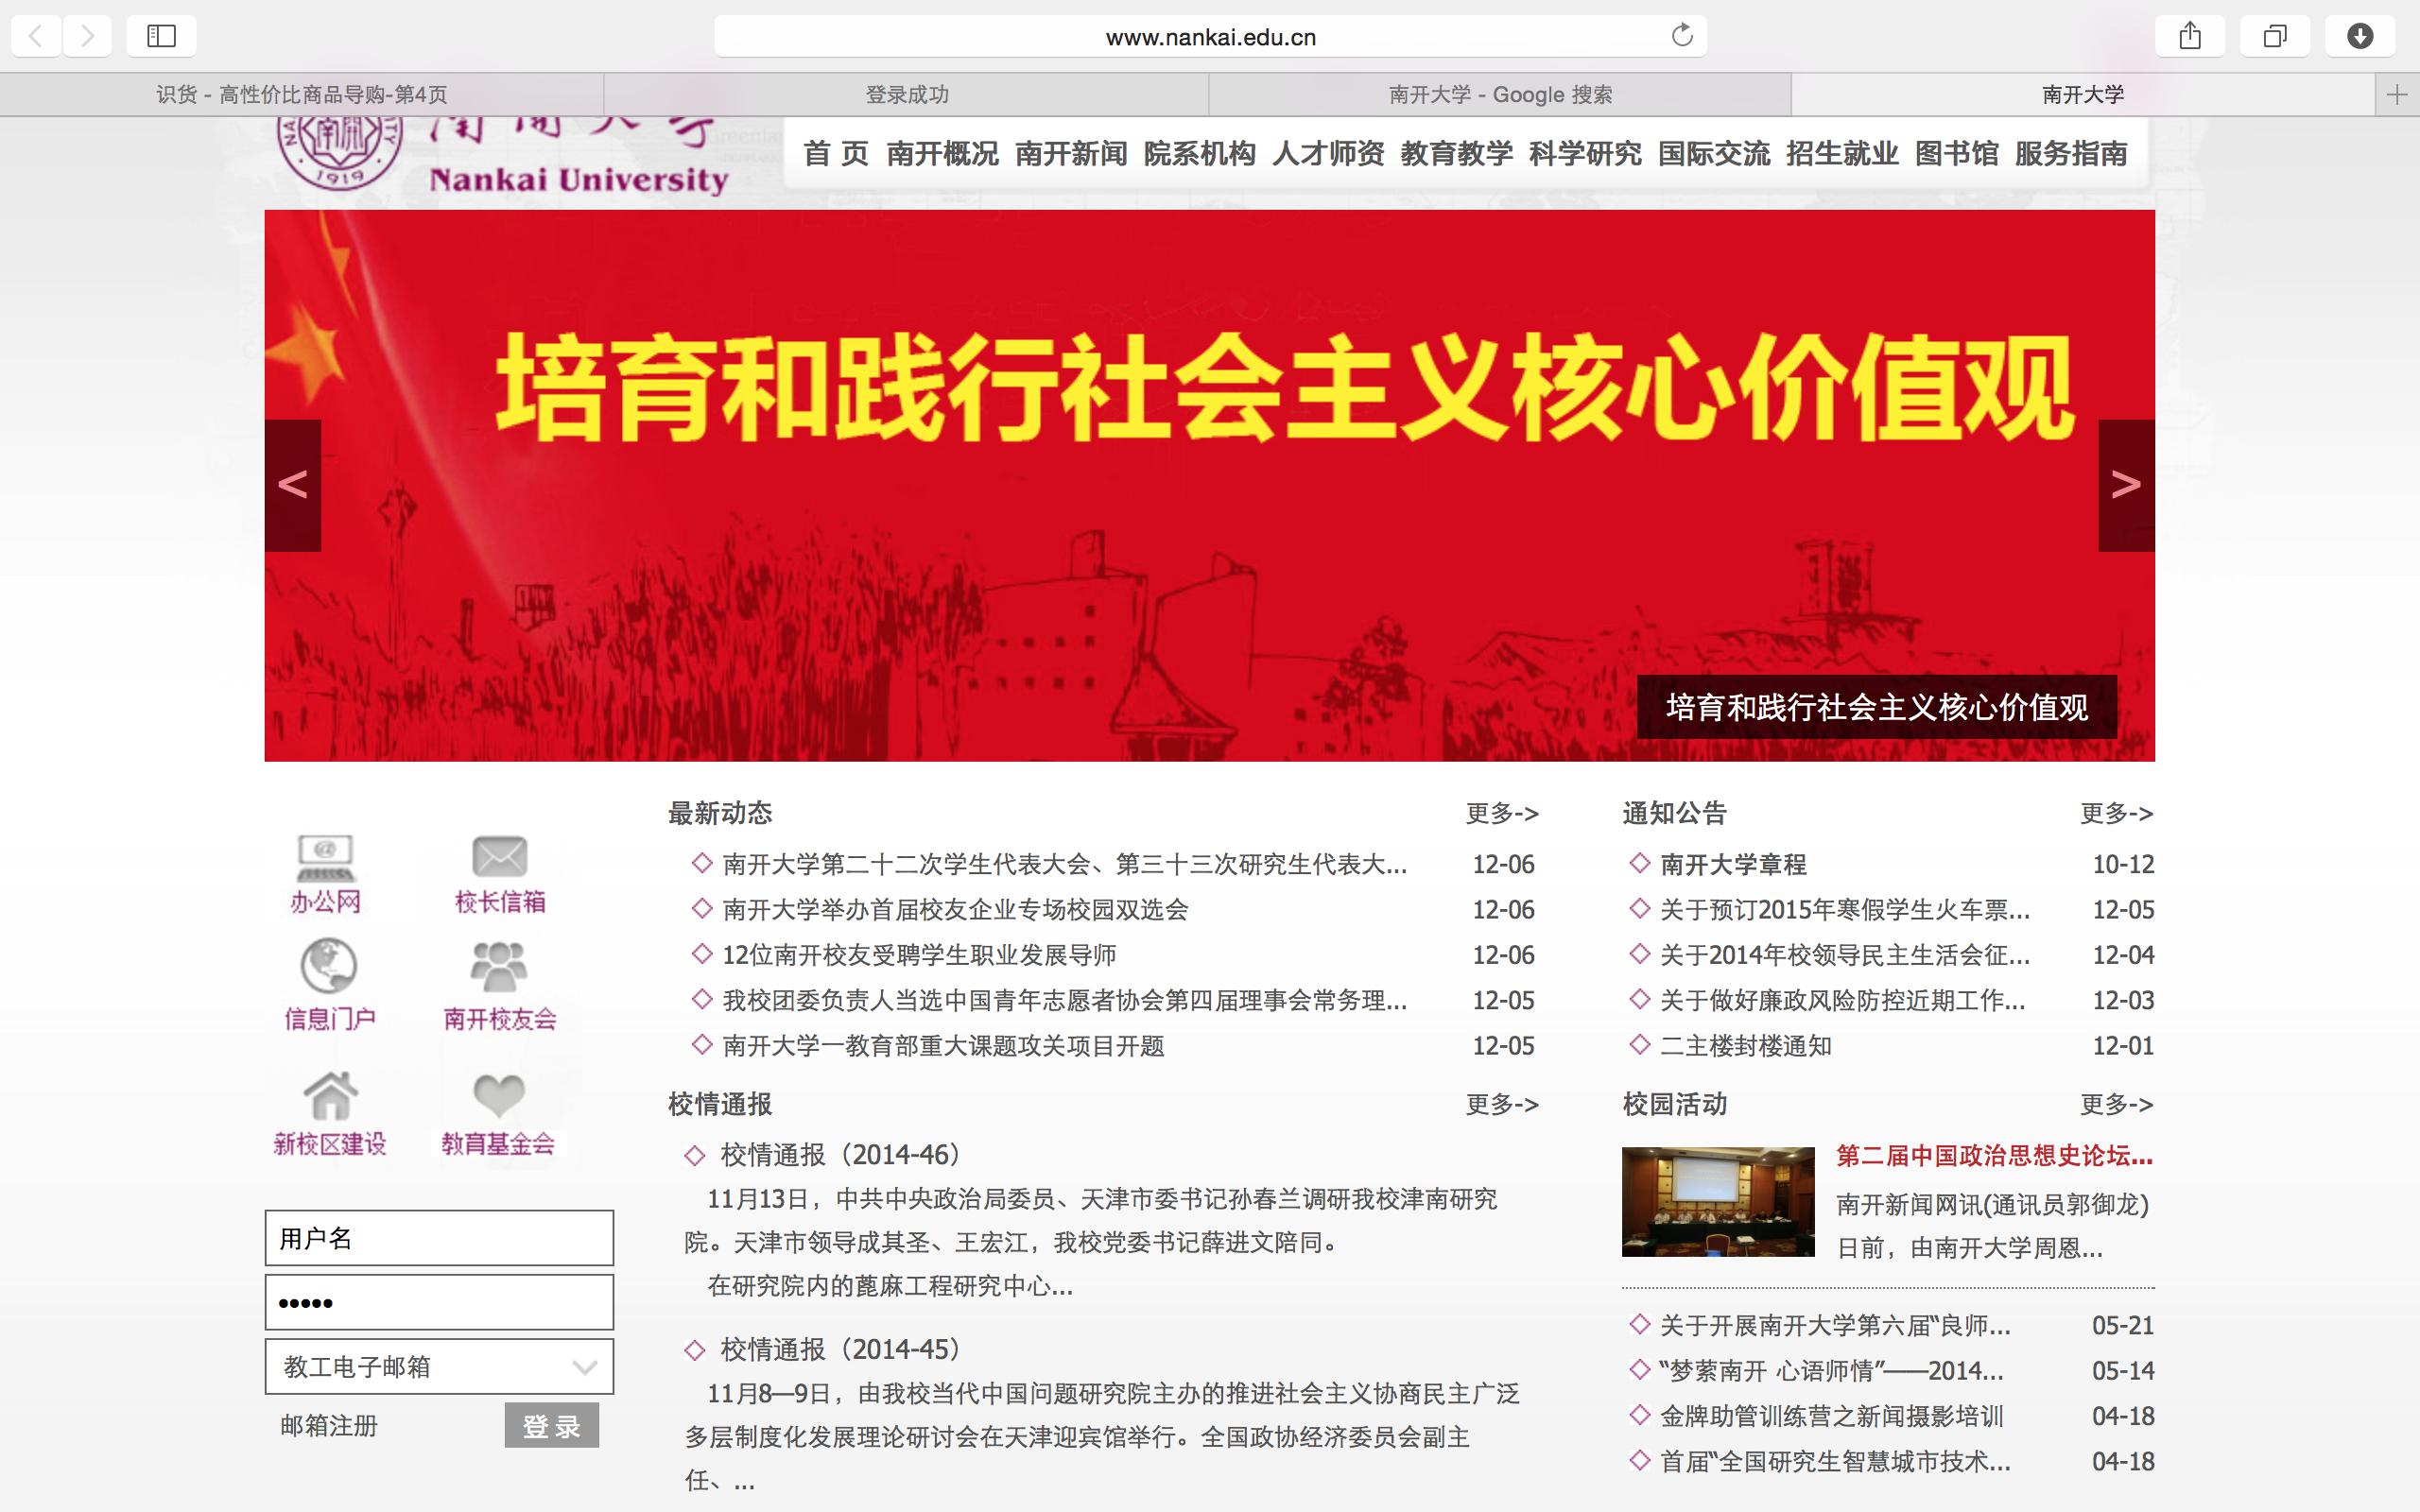 www.nankai.edu.cn
识货 - 高性价比商品导购-第4页
登录成功
南开大学 - Google 搜索
南开大学
南開
1919
南开大学
Nankai University
首 页 南开概况 南开新闻 院系机构 人才师资 教育教学 科学研究 国际交流 招生就业 图书馆 服务指南
培育和践行社会主义核心价值观
<
>
培育和践行社会主义核心价值观
办公网
校长信箱
信息门户
南开校友会
新校区建设
教育基金会
用户名
•••••
教工电子邮箱
邮箱注册
登 录
最新动态 更多->
南开大学第二十二次学生代表大会、第三十三次研究生代表大... 12-06
南开大学举办首届校友企业专场校园双选会 12-06
12位南开校友受聘学生职业发展导师 12-06
我校团委负责人当选中国青年志愿者协会第四届理事会常务理... 12-05
南开大学一教育部重大课题攻关项目开题 12-05
校情通报 更多->
校情通报（2014-46）
11月13日，中共中央政治局委员、天津市委书记孙春兰调研我校津南研究
院。天津市领导成其圣、王宏江，我校党委书记薛进文陪同。
在研究院内的蓖麻工程研究中心...
校情通报（2014-45）
11月8—9日，由我校当代中国问题研究院主办的推进社会主义协商民主广泛
多层制度化发展理论研讨会在天津迎宾馆举行。全国政协经济委员会副主
任、...
通知公告 更多->
南开大学章程 10-12
关于预订2015年寒假学生火车票... 12-05
关于2014年校领导民主生活会征... 12-04
关于做好廉政风险防控近期工作... 12-03
二主楼封楼通知 12-01
校园活动 更多->
第二届中国政治思想史论坛...
南开新闻网讯(通讯员郭御龙)
日前，由南开大学周恩...
关于开展南开大学第六届“良师... 05-21
“梦萦南开 心语师情”——2014... 05-14
金牌助管训练营之新闻摄影培训 04-18
首届“全国研究生智慧城市技术... 04-18